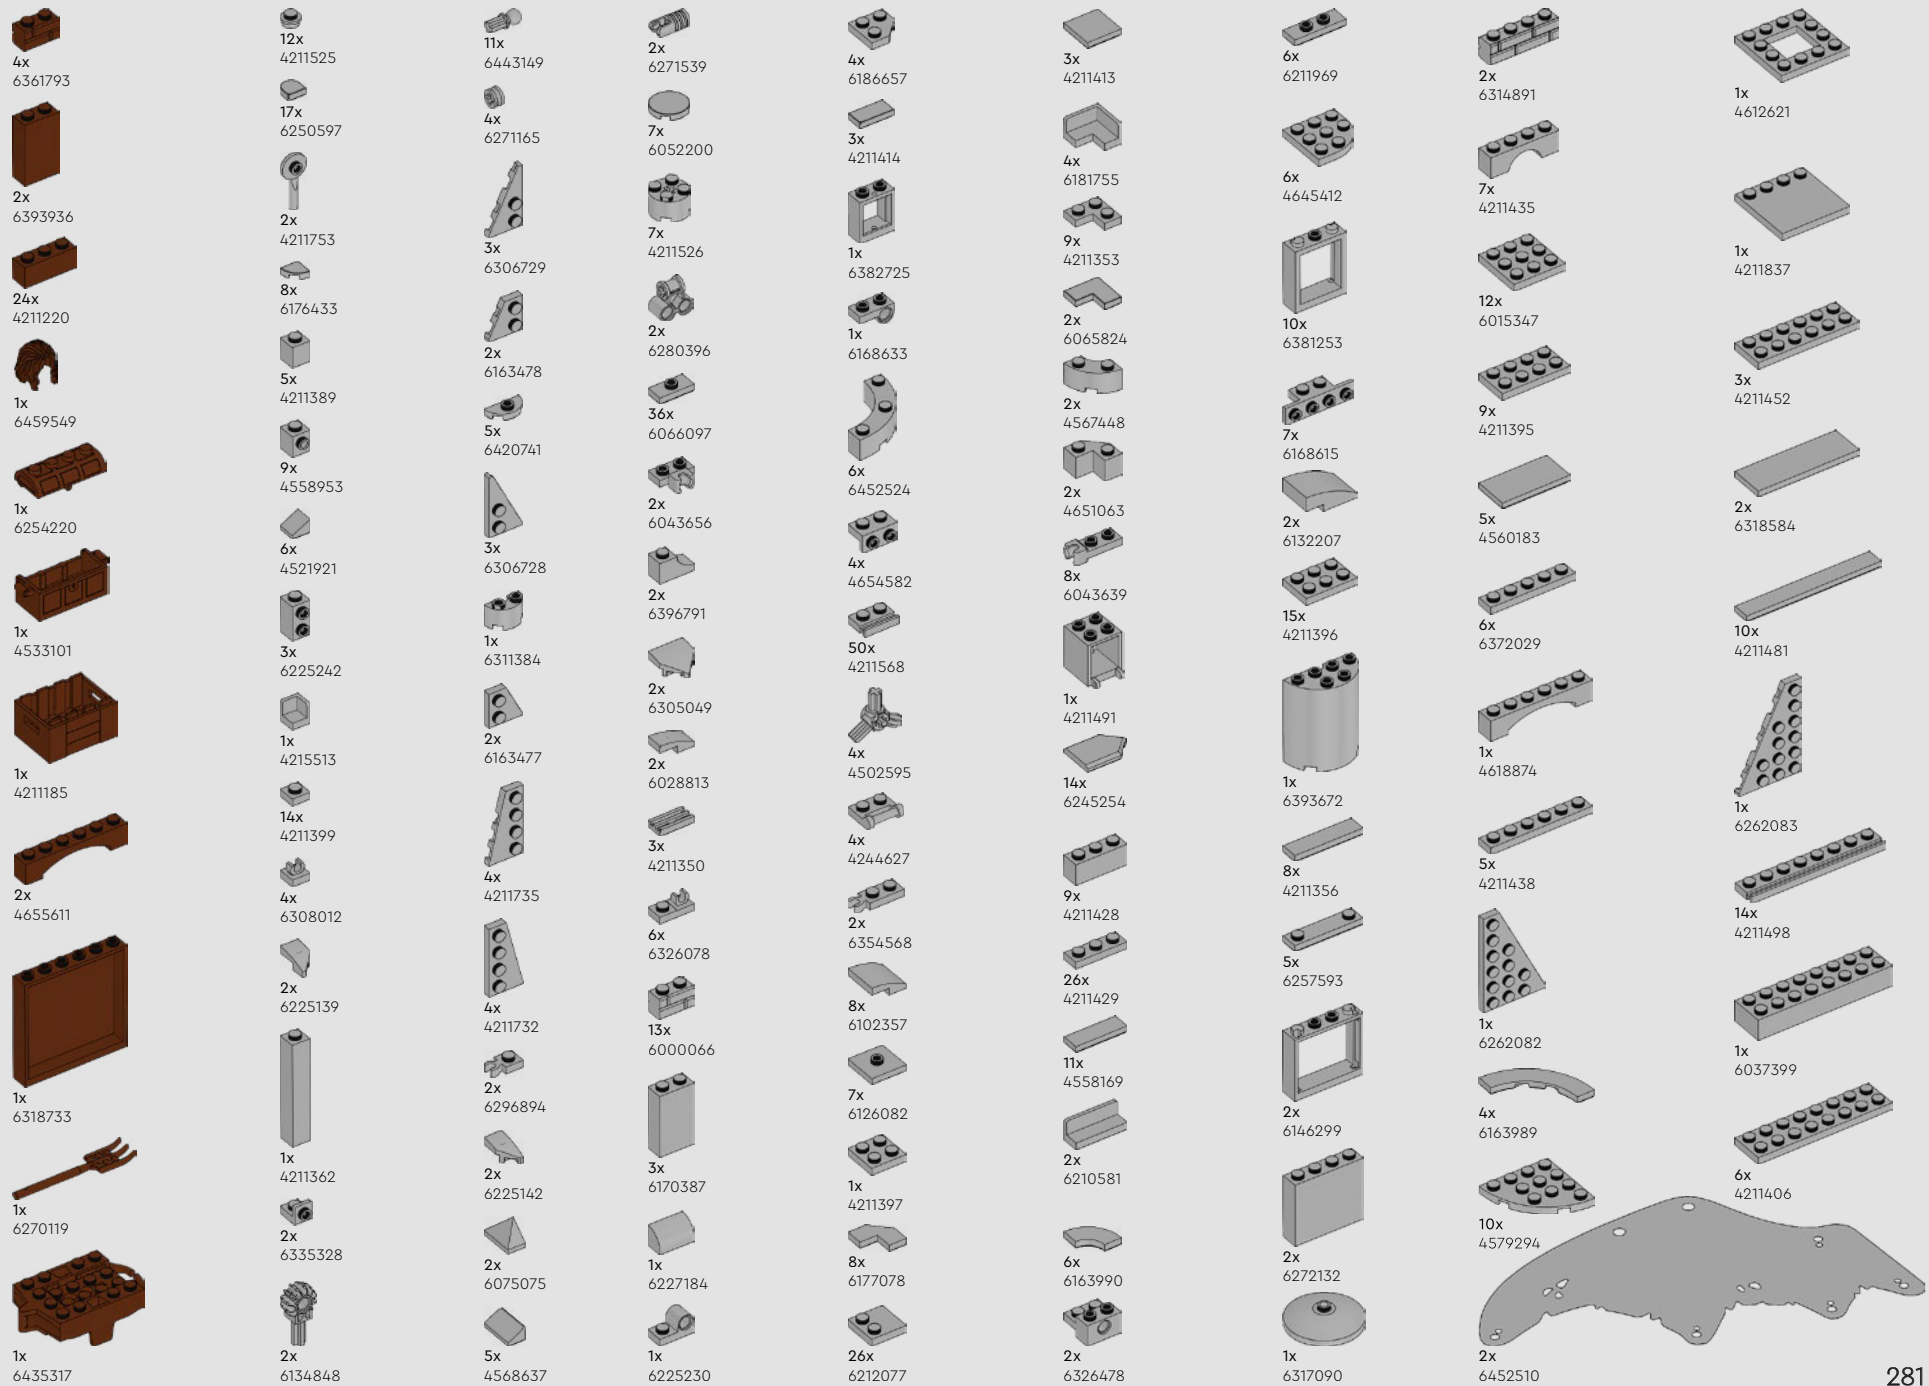 4x
6361793
2x
6393936
24x
4211220
1x
6459549
1x
6254220
1x
4533101
1x
4211185
2x
4655611
1x
6318733
1x
6270119
1x
6435317
12x
4211525
17x
6250597
2x
4211753
8x
6176433
5x
4211389
9x
4558953
6x
4521921
3x
6225242
1x
4215513
14x
4211399
4x
6308012
2x
6225139
1x
4211362
2x
6335328
2x
6134848
11x
6443149
4x
6271165
3x
6306729
2x
6163478
5x
6420741
3x
6306728
1x
6311384
2x
6163477
4x
4211735
4x
4211732
2x
6296894
2x
6225142
2x
6075075
5x
4568637
2x
6271539
7x
6052200
7x
4211526
2x
6280396
36x
6066097
2x
6043656
2x
6396791
2x
6305049
2x
6028813
3x
4211350
6x
6326078
13x
6000066
3x
6170387
1x
6227184
1x
6225230
4x
6186657
3x
4211414
1x
6382725
1x
6168633
6x
6452524
4x
4654582
50x
4211568
4x
4502595
4x
4244627
2x
6354568
8x
6102357
7x
6126082
1x
4211397
8x
6177078
26x
6212077
3x
4211413
4x
6181755
9x
4211353
2x
6065824
2x
4567448
2x
4651063
8x
6043639
1x
4211491
14x
6245254
9x
4211428
26x
4211429
11x
4558169
2x
6210581
6x
6163990
2x
6326478
6x
6211969
6x
4645412
10x
6381253
7x
6168615
2x
6132207
15x
4211396
1x
6393672
8x
4211356
5x
6257593
2x
6146299
2x
6272132
1x
6317090
2x
6314891
7x
4211435
12x
6015347
9x
4211395
5x
4560183
6x
6372029
1x
4618874
5x
4211438
1x
6262082
4x
6163989
10x
4579294
2x
6452510
1x
4612621
1x
4211837
3x
4211452
2x
6318584
10x
4211481
1x
6262083
14x
4211498
1x
6037399
6x
4211406
281